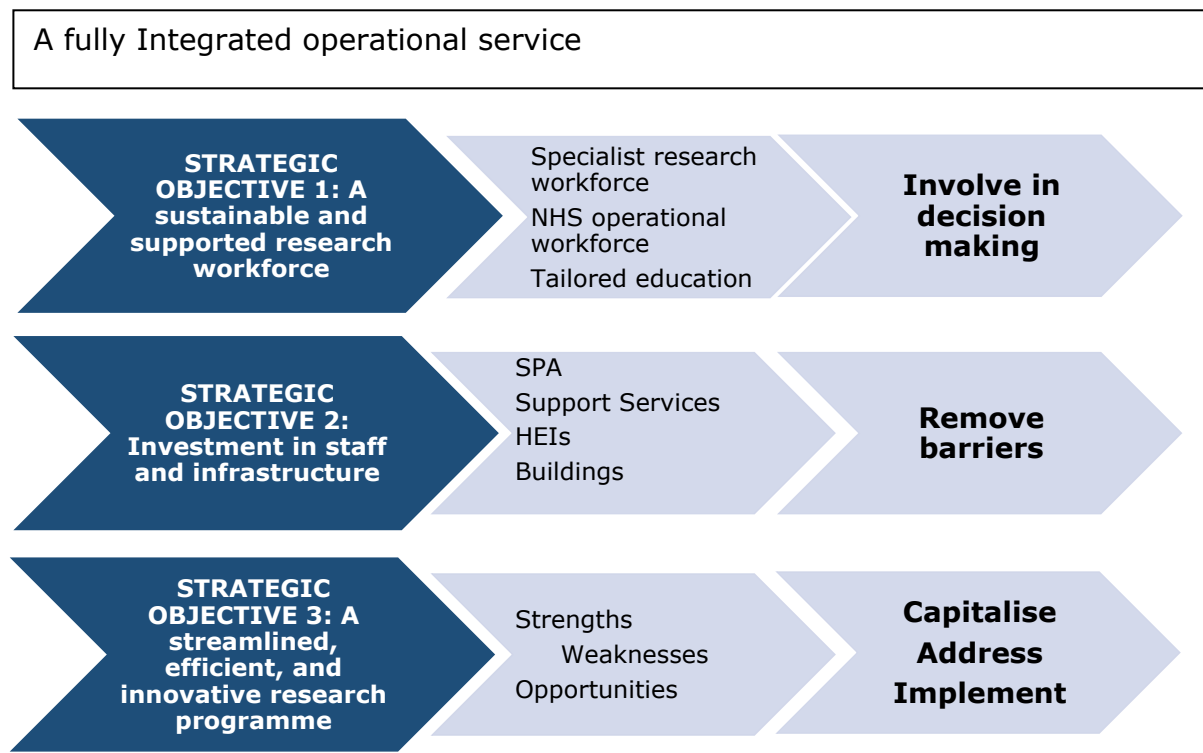 A fully Integrated operational service
STRATEGIC
OBJECTIVE 1: A
sustainable and
supported research
workforce
Specialist research
workforce
NHS operational
workforce
Tailored education
Involve in
decision
making
STRATEGIC
OBJECTIVE 2:
Investment in staff
and infrastructure
SPA
Support Services
HEIs
Buildings
Remove
barriers
STRATEGIC
OBJECTIVE 3: A
streamlined,
efficient, and
innovative research
programme
Strengths
Weaknesses
Opportunities
Capitalise
Address
Implement